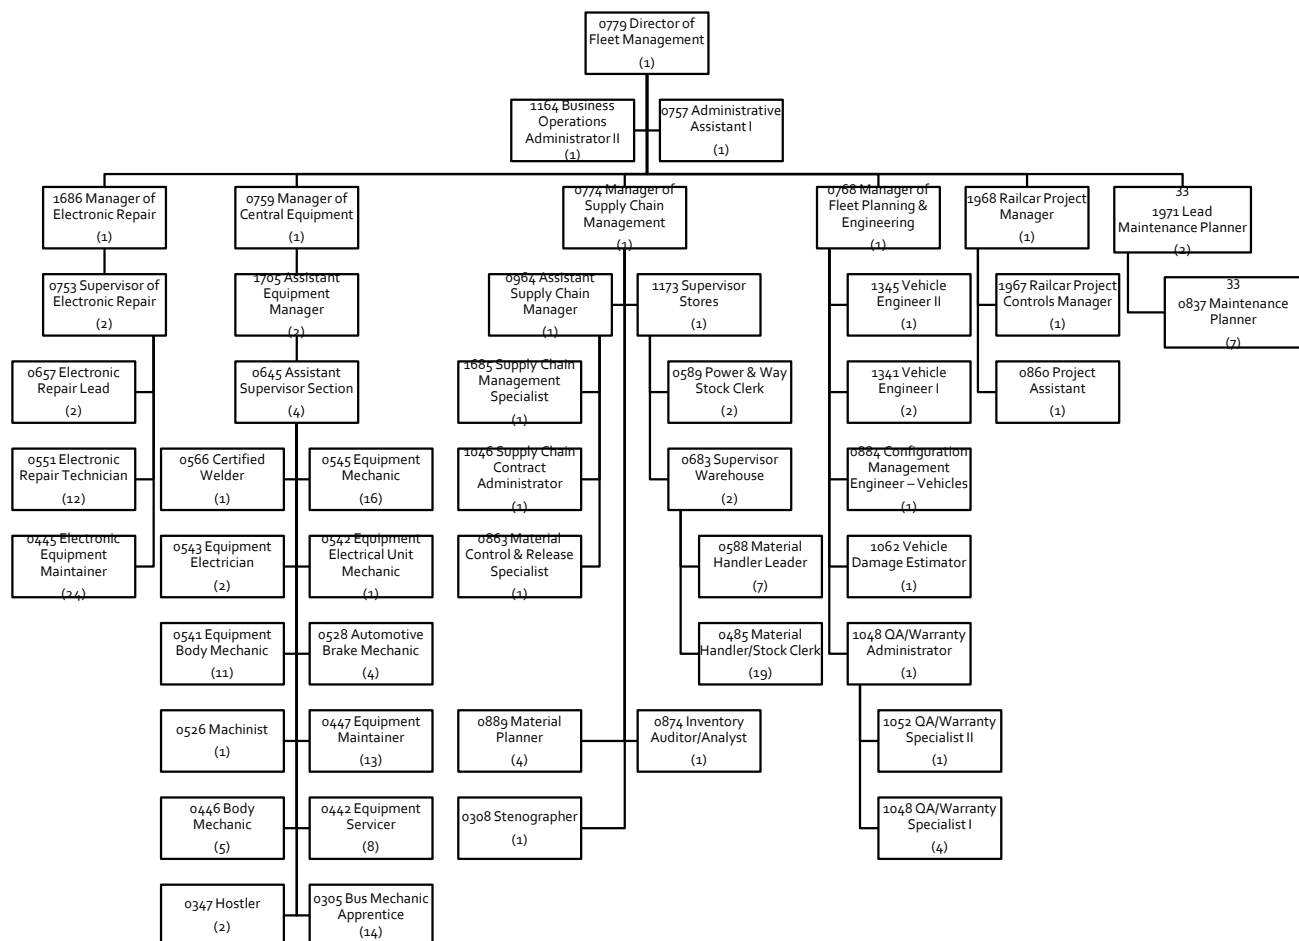 0779 Director of
Fleet Management
(1)
1164 Business
Operations
Administrator II
(1)
0757 Administrative
Assistant I
(1)
1686 Manager of
Electronic Repair
(1)
0759 Manager of
Central Equipment
(1)
0774 Manager of
Supply Chain
Management
(1)
0768 Manager of
Fleet Planning &
Engineering
(1)
1968 Railcar Project
Manager
(1)
33
1971 Lead
Maintenance Planner
(2)
0753 Supervisor of
Electronic Repair
(2)
1705 Assistant
Equipment
Manager
(2)
0964 Assistant
Supply Chain
Manager
(1)
1173 Supervisor
Stores
(1)
1345 Vehicle
Engineer II
(1)
1967 Railcar Project
Controls Manager
(1)
33
0837 Maintenance
Planner
(7)
0657 Electronic
Repair Lead
(2)
0645 Assistant
Supervisor Section
(4)
1685 Supply Chain
Management
Specialist
(1)
0589 Power & Way
Stock Clerk
(2)
1341 Vehicle
Engineer I
(2)
0860 Project
Assistant
(1)
0551 Electronic
Repair Technician
(12)
0566 Certified
Welder
(1)
0545 Equipment
Mechanic
(16)
1046 Supply Chain
Contract
Administrator
(1)
0683 Supervisor
Warehouse
(2)
0884 Configuration
Management
Engineer – Vehicles
(1)
0445 Electronic
Equipment
Maintainer
(24)
0543 Equipment
Electrician
(2)
0542 Equipment
Electrical Unit
Mechanic
(1)
0863 Material
Control & Release
Specialist
(1)
0588 Material
Handler Leader
(7)
1062 Vehicle
Damage Estimator
(1)
0541 Equipment
Body Mechanic
(11)
0528 Automotive
Brake Mechanic
(4)
0485 Material
Handler/Stock Clerk
(19)
1048 QA/Warranty
Administrator
(1)
0526 Machinist
(1)
0447 Equipment
Maintainer
(13)
0889 Material
Planner
(4)
0874 Inventory
Auditor/Analyst
(1)
1052 QA/Warranty
Specialist II
(1)
0446 Body
Mechanic
(5)
0442 Equipment
Servicer
(8)
0308 Stenographer
(1)
1048 QA/Warranty
Specialist I
(4)
0347 Hostler
(2)
0305 Bus Mechanic
Apprentice
(14)